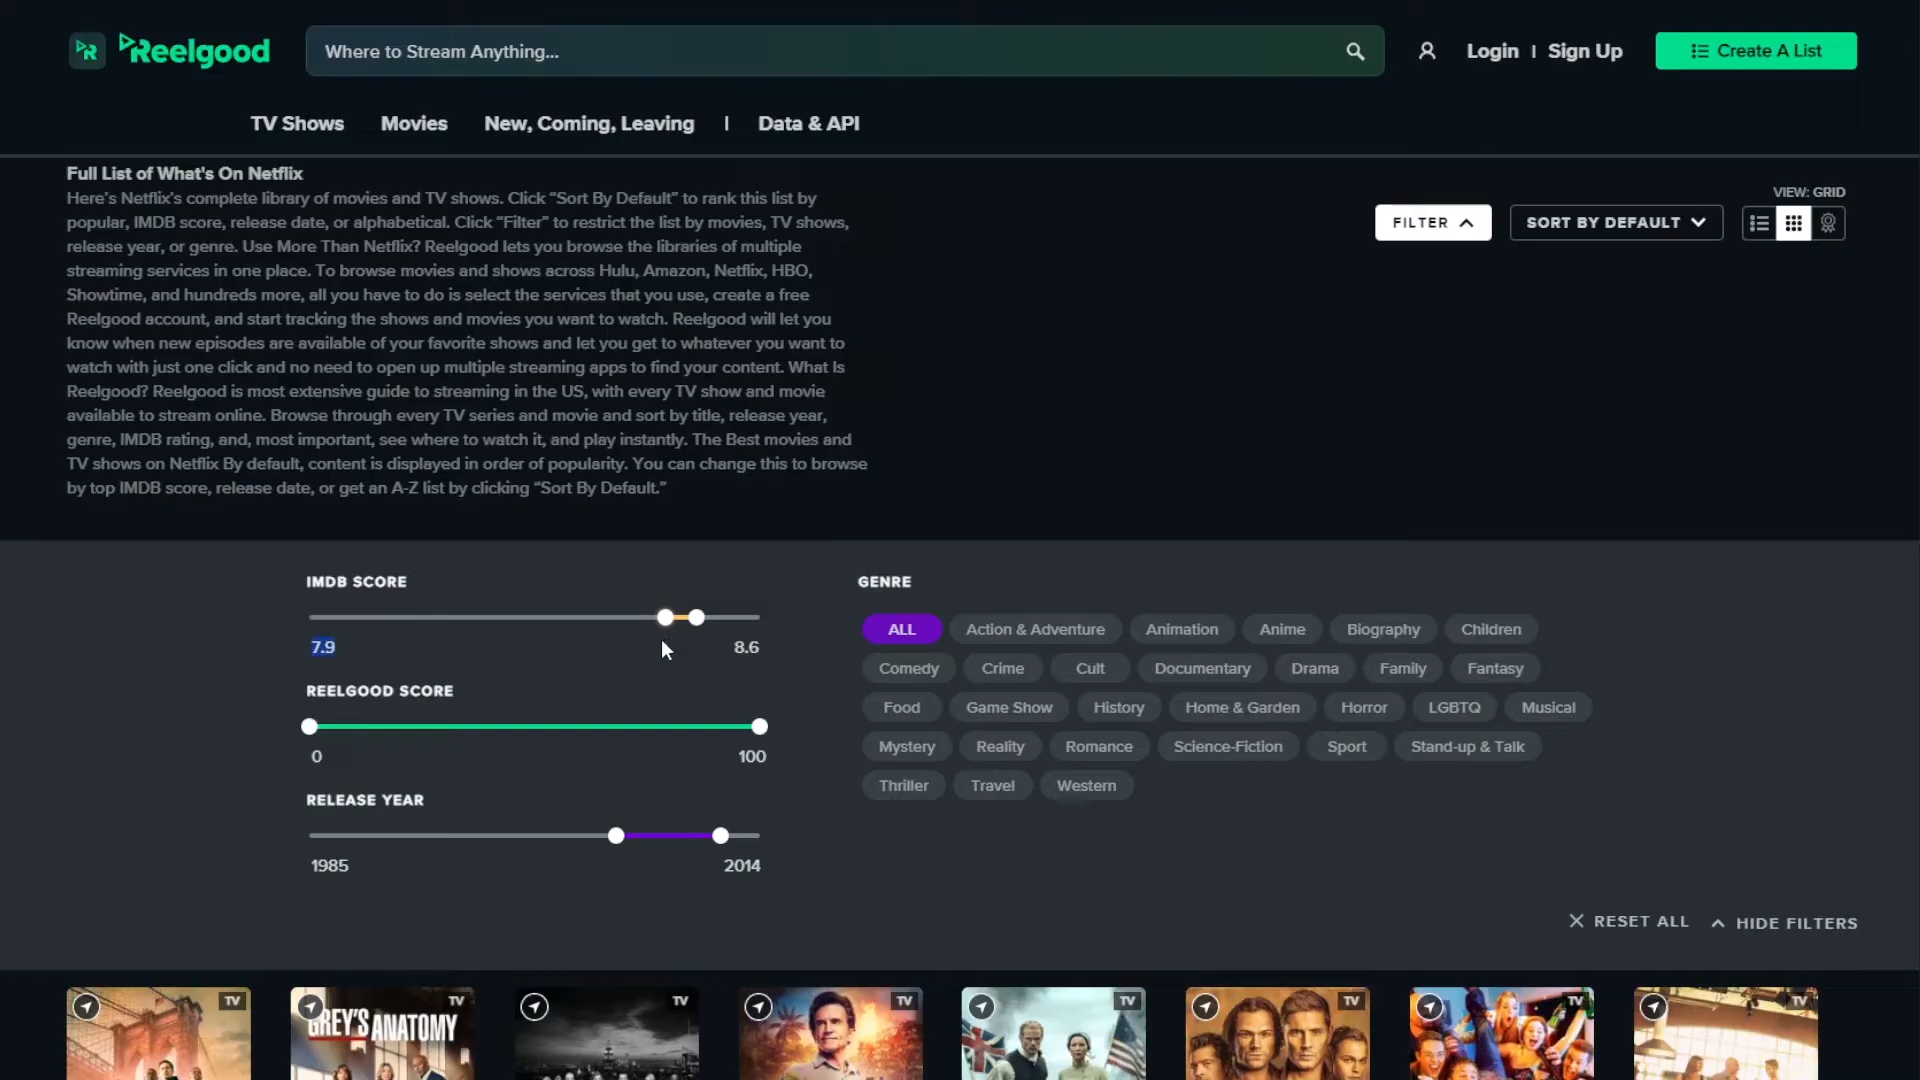 Reelgood
Where to Stream Anything...
Login | Sign Up
Create A List
TV Shows Movies New, Coming, Leaving | Data & API
Full List of What's On Netflix
Here's Netflix's complete library of movies and TV shows. Click “Sort By Default” to rank this list by
popular, IMDB score, release date, or alphabetical. Click “Filter” to restrict the list by movies, TV shows,
release year, or genre. Use More Than Netflix? Reelgood lets you browse the libraries of multiple
streaming services in one place. To browse movies and shows across Hulu, Amazon, Netflix, HBO,
Showtime, and hundreds more, all you have to do is select the services that you use, create a free
Reelgood account, and start tracking the shows and movies you want to watch. Reelgood will let you
know when new episodes are available of your favorite shows and let you get to whatever you want to
watch with just one click and no need to open up multiple streaming apps to find your content. What Is
Reelgood? Reelgood is most extensive guide to streaming in the US, with every TV show and movie
available to stream online. Browse through every TV series and movie and sort by title, release year,
genre, IMDB rating, and, most important, see where to watch it, and play instantly. The Best movies and
TV shows on Netflix By default, content is displayed in order of popularity. You can change this to browse
by top IMDB score, release date, or get an A-Z list by clicking “Sort By Default.”
VIEW: GRID
FILTER SORT BY DEFAULT
IMDB SCORE
7.9 8.6
REELGOOD SCORE
0 100
RELEASE YEAR
1985 2014
GENRE
ALL Action & Adventure Animation Anime Biography Children
Comedy Crime Cult Documentary Drama Family Fantasy
Food Game Show History Home & Garden Horror LGBTQ Musical
Mystery Reality Romance Science-Fiction Sport Stand-up & Talk
Thriller Travel Western
RESET ALL HIDE FILTERS
TV TV TV TV TV TV TV TV
GREY'S ANATOMY